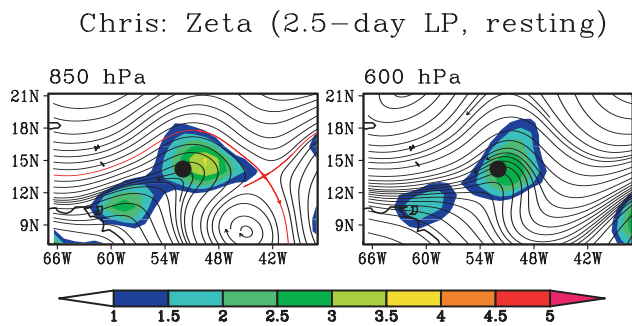 Chris: Zeta (2.5-day LP, resting)
850 hPa
600 hPa
21N
18N
15N
12N
9N
66W 60W 54W 48W 42W
21N
18N
15N
12N
9N
66W 60W 54W 48W 42W
1 1.5 2 2.5 3 3.5 4 4.5 5